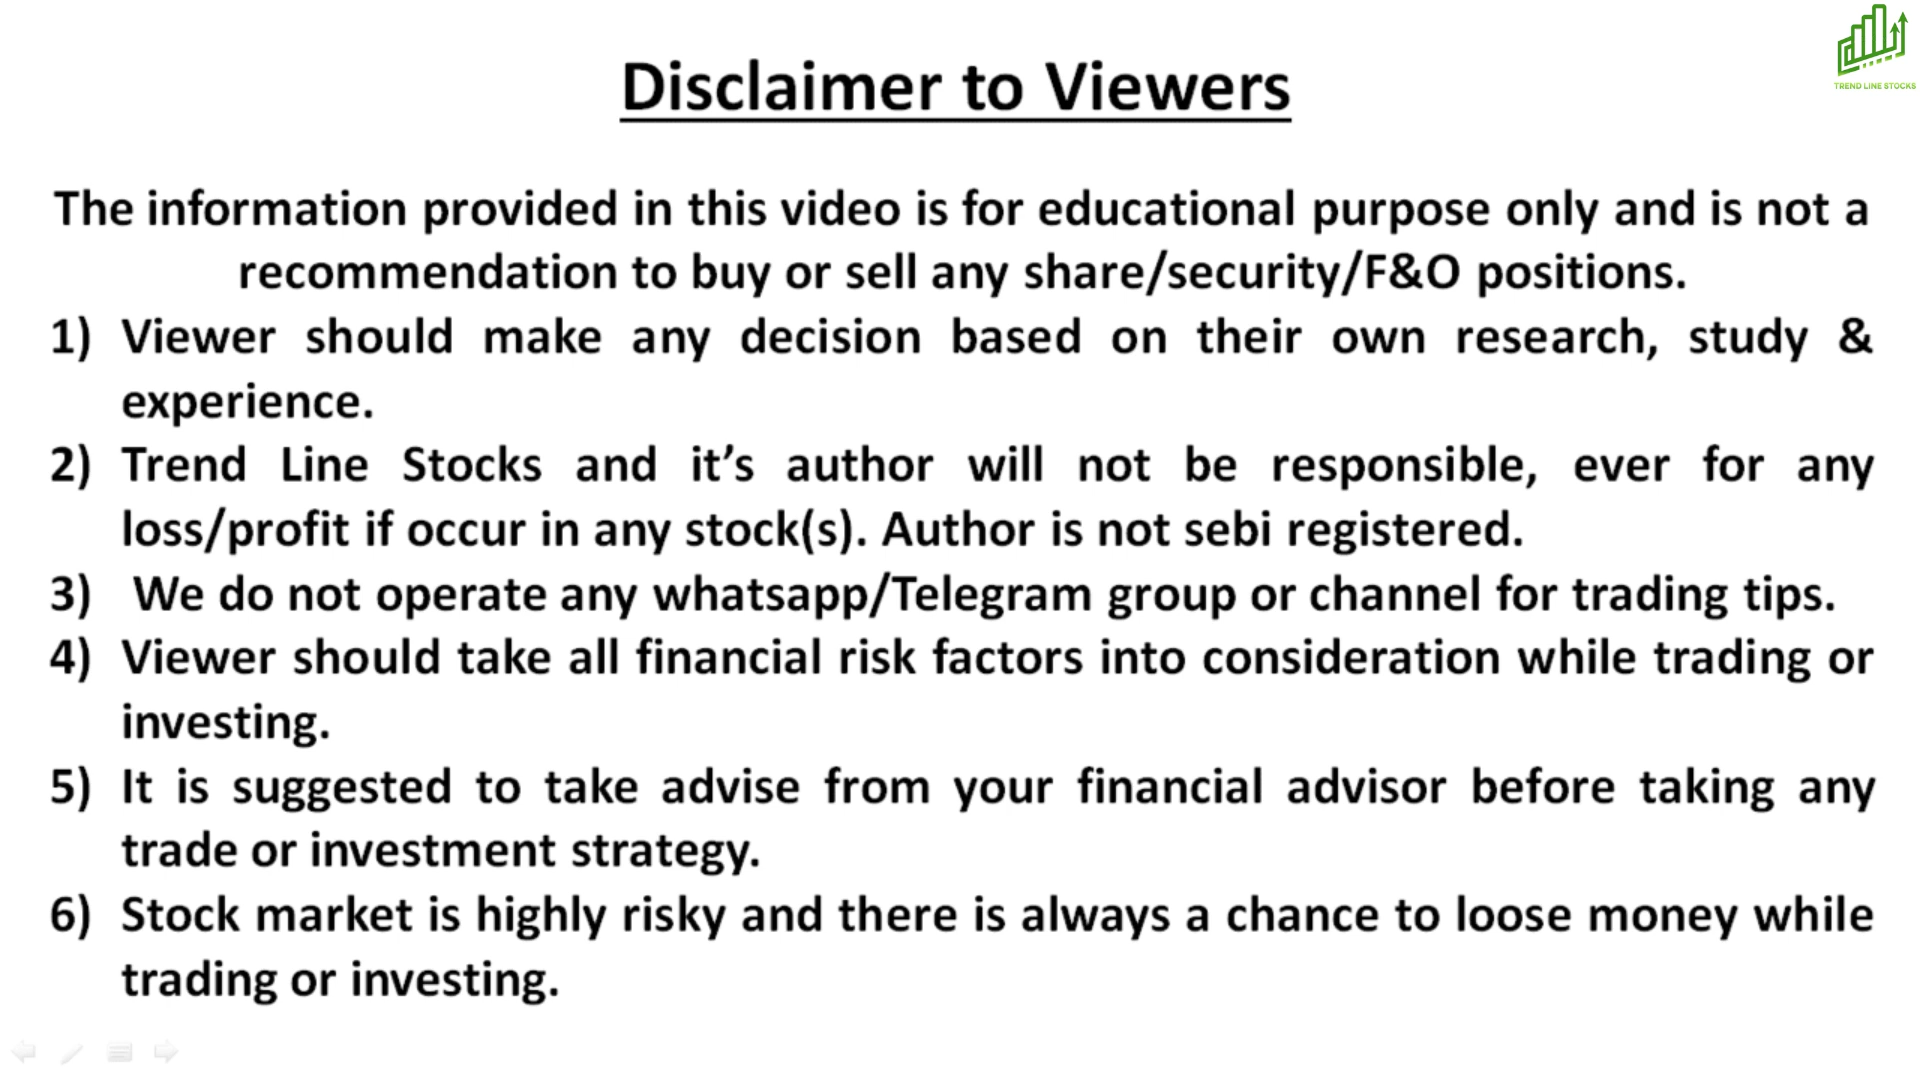 TREND LINE STOCKS
Disclaimer to Viewers
The information provided in this video is for educational purpose only and is not a
recommendation to buy or sell any share/security/F&O positions.
1) Viewer should make any decision based on their own research, study &
experience.
2) Trend Line Stocks and it’s author will not be responsible, ever for any
loss/profit if occur in any stock(s). Author is not sebi registered.
3) We do not operate any whatsapp/Telegram group or channel for trading tips.
4) Viewer should take all financial risk factors into consideration while trading or
investing.
5) It is suggested to take advise from your financial advisor before taking any
trade or investment strategy.
6) Stock market is highly risky and there is always a chance to loose money while
trading or investing.